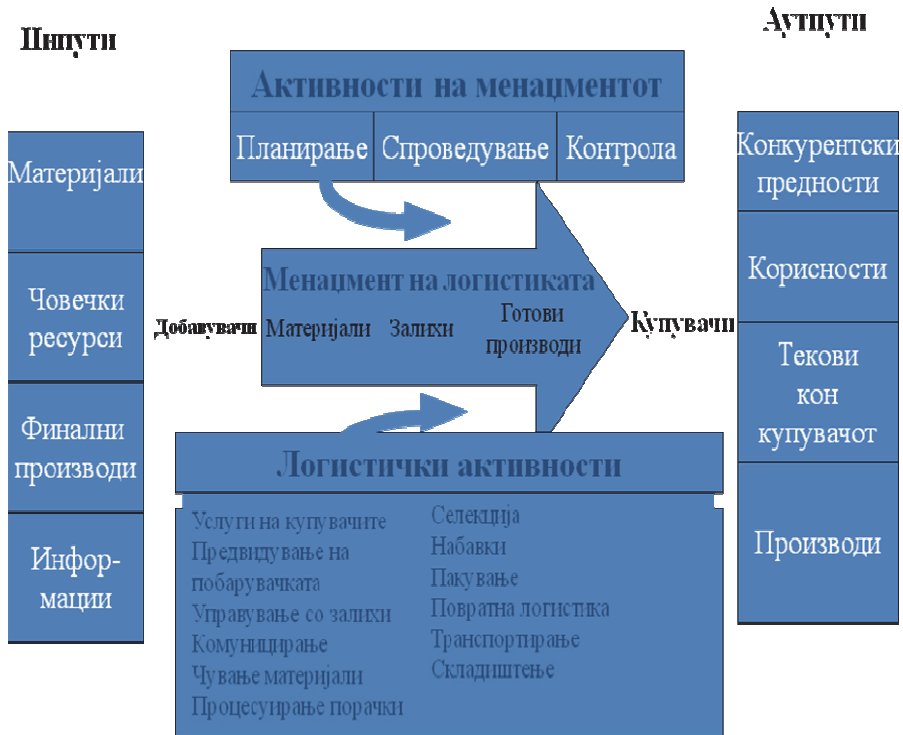 Инпути
Материјали
Човечки
ресурси
Финални
производи
Инфор-
мации
Активности на менаџментот
Планирање
Спроведување
Контрола
Добавувачи
Менаџмент на логистиката
Материјали
Залихи
Готови
производи
Купувачи
Логистички активности
Услуги на купувачите
Предвидување на
побарувачката
Управување со залихи
Комуницирање
Чување материјали
Процесуирање порачки
Селекција
Набавки
Пакување
Повратна логистика
Транспортирање
Складиштење
Аутпути
Конкурентски
предности
Корисности
Текови
кон
купувачот
Производи